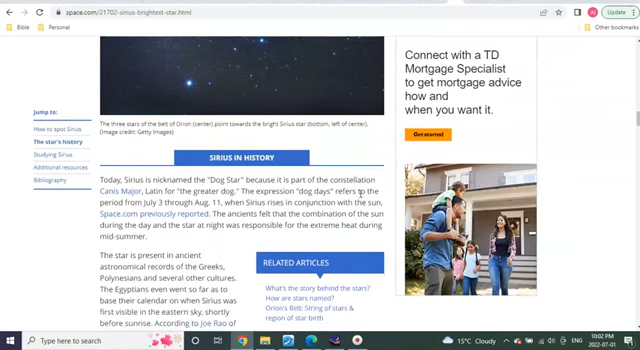 space.com/21702-sirius-brightest-star.html
Update
Bible
Personal
Other bookmarks
Jump to:
How to spot Sirius
The star's history
Studying Sirius
Additional resources
Bibliography
The three stars of the belt of Orion (center) point towards the bright Sirius star (bottom, left of center).
(Image credit: Getty Images)
SIRIUS IN HISTORY
Today, Sirius is nicknamed the "Dog Star" because it is part of the constellation
Canis Major, Latin for "the greater dog." The expression "dog days" refers to the
period from July 3 through Aug. 11, when Sirius rises in conjunction with the sun,
Space.com previously reported. The ancients felt that the combination of the sun
during the day and the star at night was responsible for the extreme heat during
mid-summer.
The star is present in ancient
astronomical records of the Greeks,
Polynesians and several other cultures.
The Egyptians even went so far as to
base their calendar on when Sirius was
first visible in the eastern sky, shortly
before sunrise. According to Joe Rao of
RELATED ARTICLES
What's the story behind the stars?
How are stars named?
Orion's Belt: String of stars &
region of star birth
Connect with a TD
Mortgage Specialist
to get mortgage advice
how and
when you want it.
Get started
Type here to search
15°C Cloudy
ENG
10:02 PM
2022-07-01